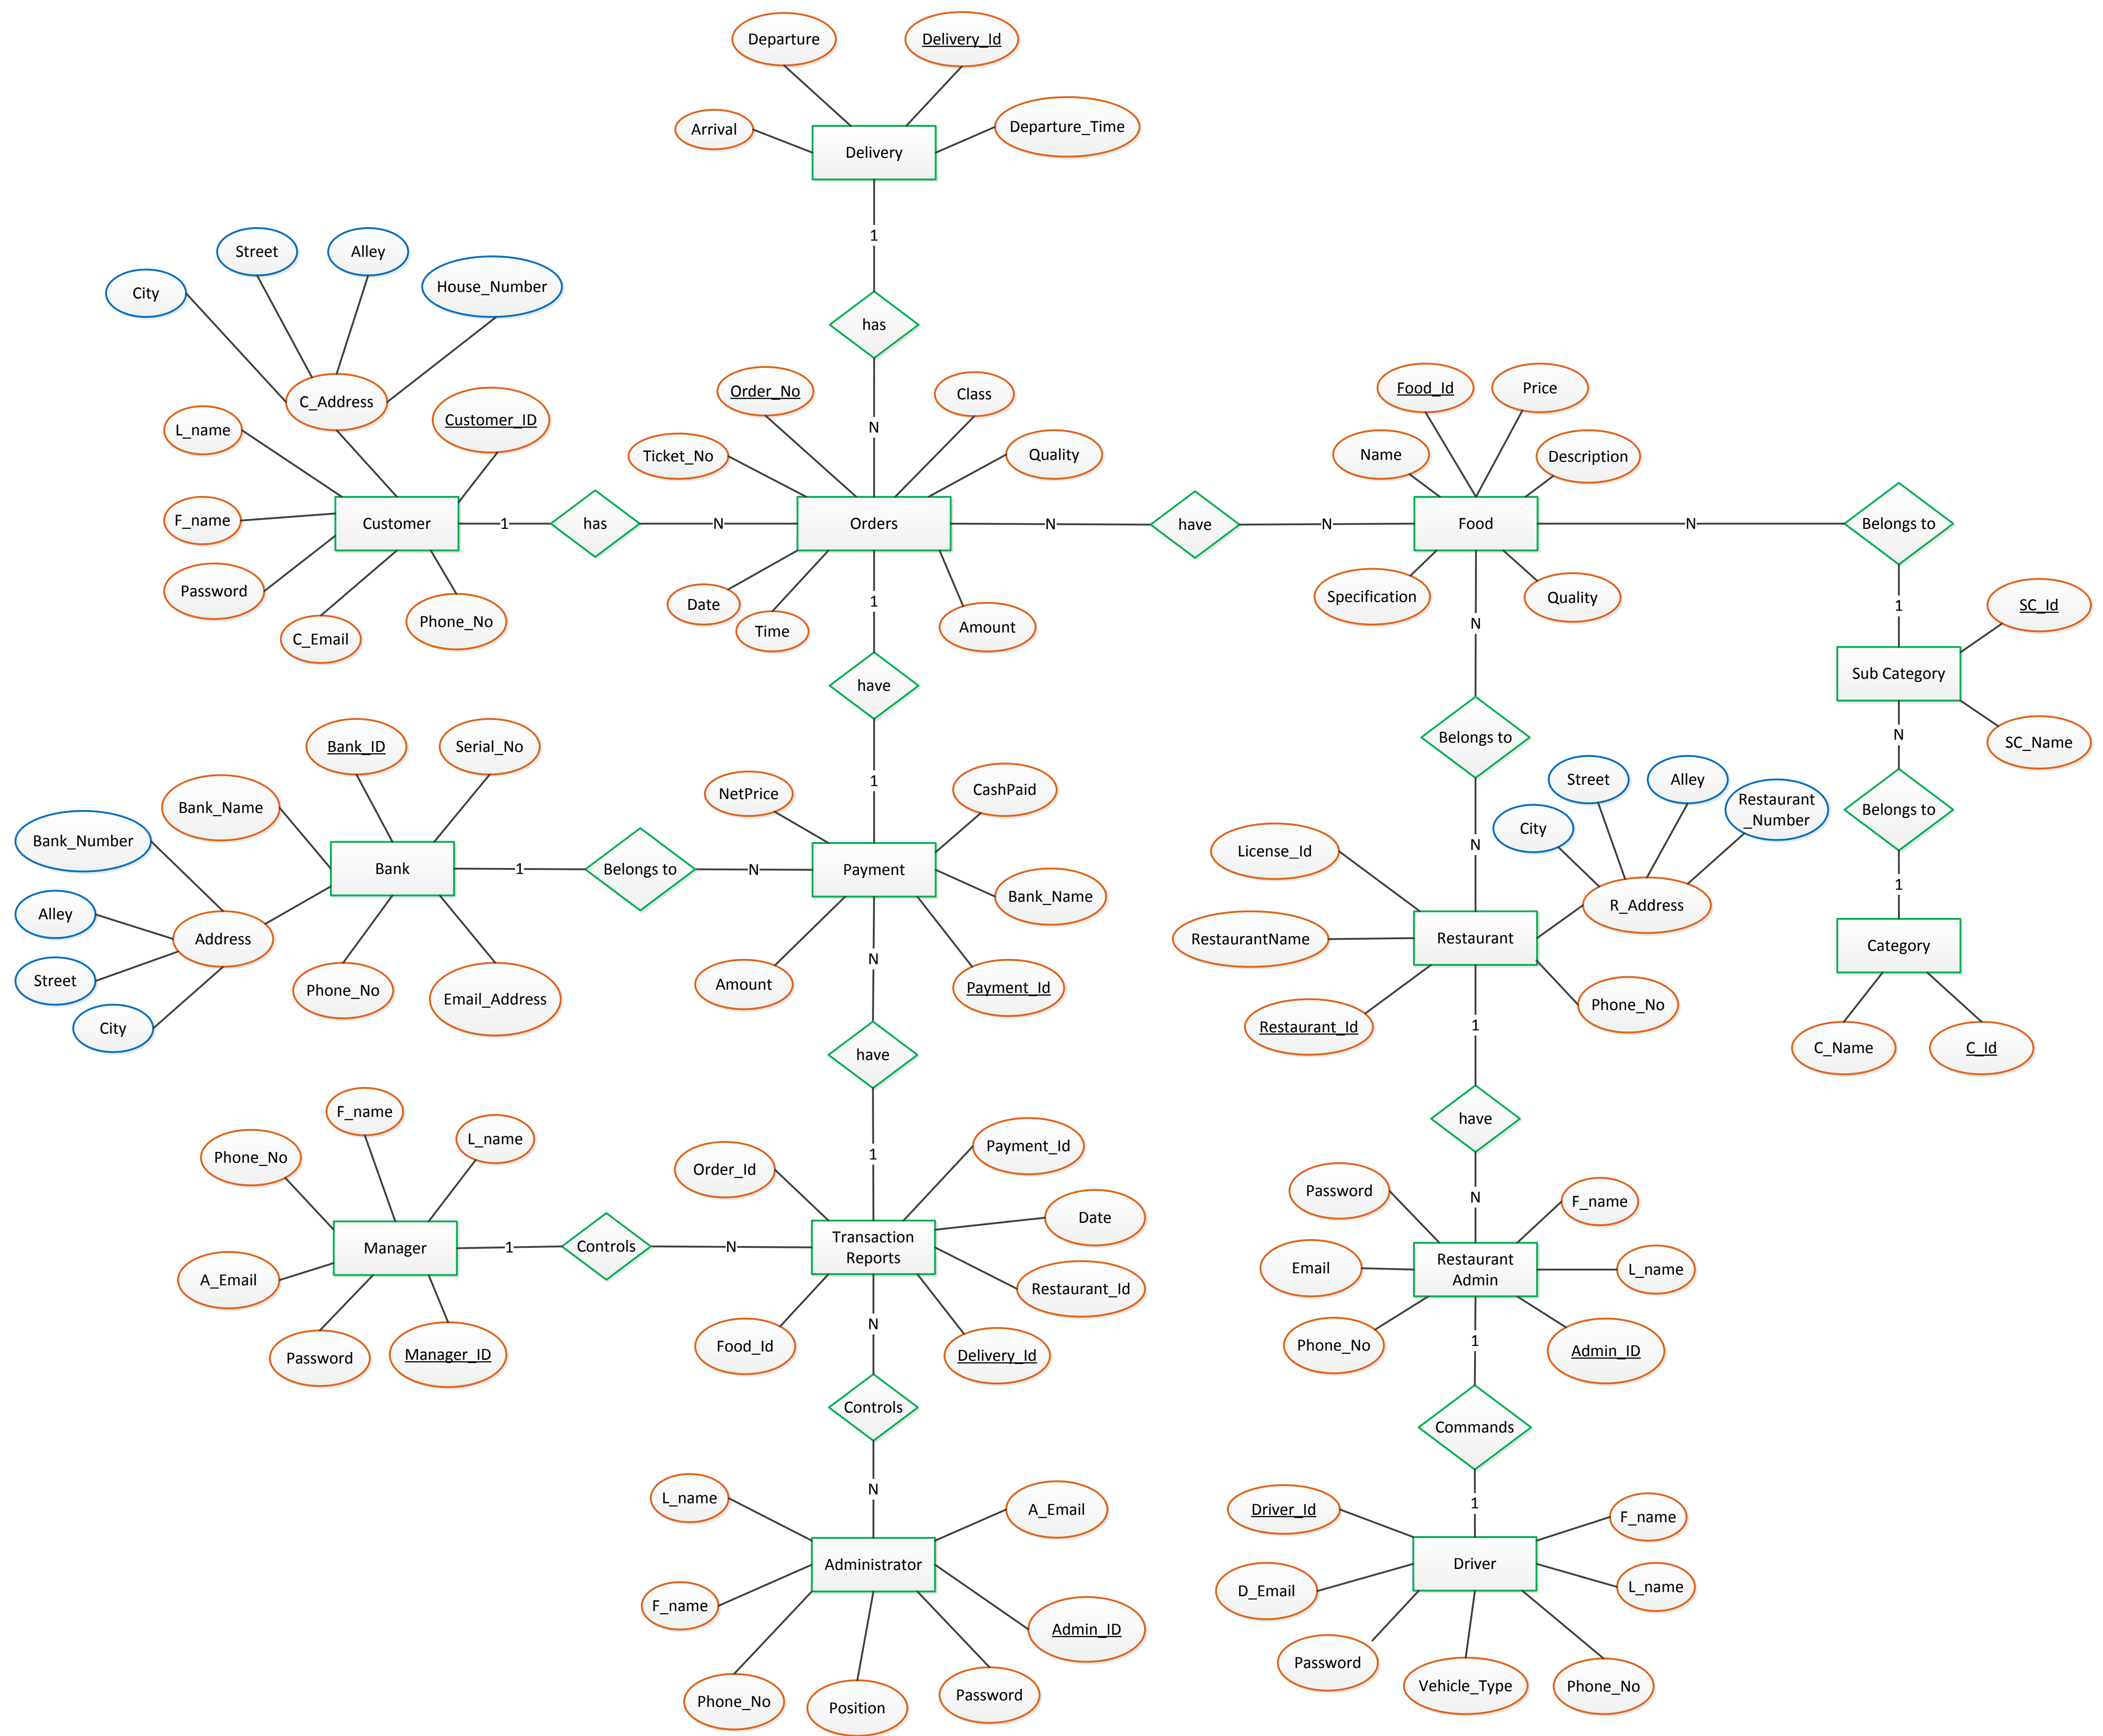 Departure
Delivery_Id
Arrival
Departure_Time
Delivery
1
has
N
Street
Alley
City
House_Number
C_Address
L_name
Customer_ID
F_name
Customer
Password
C_Email
Phone_No
1
has
N
Order_No
Class
Ticket_No
Quality
Orders
Date
Time
Amount
N
have
N
Food_Id
Price
Name
Description
Food
Specification
Quality
N
Belongs to
1
SC_Id
Sub Category
SC_Name
N
Belongs to
1
Category
C_Name
C_Id
1
have
1
N
Belongs to
N
Street
Alley
City
Restaurant
_Number
License_Id
R_Address
RestaurantName
Restaurant
Restaurant_Id
Phone_No
Bank_ID
Serial_No
Bank_Name
Bank_Number
Bank
Alley
Address
Street
City
Phone_No
Email_Address
1
Belongs to
N
NetPrice
CashPaid
Payment
Bank_Name
Amount
Payment_Id
N
have
1
1
have
N
F_name
L_name
Phone_No
Manager
A_Email
Password
Manager_ID
1
Controls
N
Order_Id
Payment_Id
Date
Transaction
Reports
Restaurant_Id
Food_Id
Delivery_Id
N
Controls
N
Password
F_name
Email
Restaurant
Admin
L_name
Phone_No
Admin_ID
1
Commands
1
L_name
A_Email
Administrator
F_name
Admin_ID
Phone_No
Position
Password
Driver_Id
F_name
Driver
D_Email
L_name
Password
Vehicle_Type
Phone_No